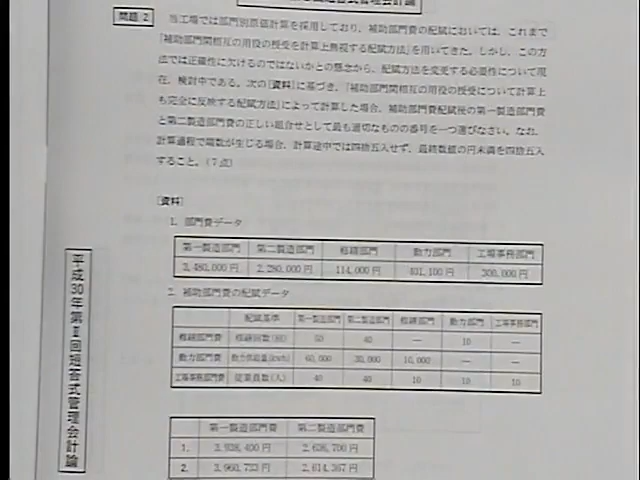 問題 2
当工場では部門別原価計算を採用しており、補助部門費の配賦においては、これまで
「補助部門間相互の用役の授受を計算上無視する配賦方法」を用いてきた。しかし、この方
法では正確性に欠けるのではないかとの懸念から、配賦方法を変更する必要性について現
在、検討中である。次の[資料]に基づき、「補助部門間相互の用役の授受について計算上
も完全に反映する配賦方法」によって計算した場合、補助部門費配賦後の第一製造部門費
と第二製造部門費の正しい組合せとして最も適切なものの番号を一つ選びなさい。なお、
計算過程で端数が生じる場合、計算途中では四捨五入せず、最終数値の円未満を四捨五入
すること。(7点)
[資料]
1. 部門費データ
第一製造部門 第二製造部門 修繕部門 動力部門 工場事務部門
3,480,000円 2,280,000円 114,000円 401,100円 300,000円
2. 補助部門費の配賦データ
配賦基準 第一製造部門 第二製造部門 修繕部門 動力部門 工場事務部門
修繕部門費 修繕回数(回) 40 — 10 —
動力部門費 動力供給量(kwh) 60,000 30,000 10,000 — —
工場事務部門費 従業員数(人) 40 40 10 10 10
第一製造部門費 第二製造部門費
1. 3,938,400円 2,636,700円
2. 3,960,733円 2,614,367円
平成30年第Ⅱ回短答式管理会計論